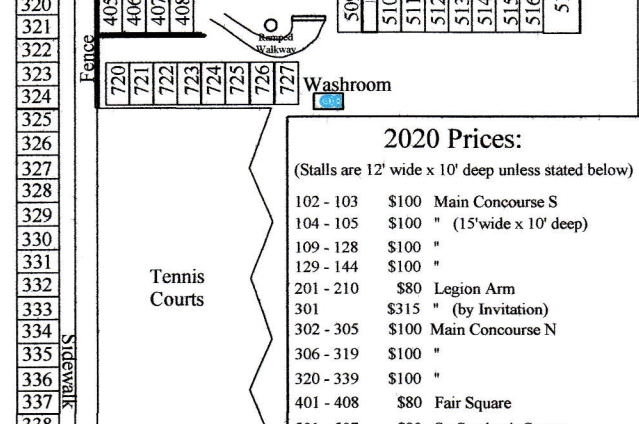 320
321
322
323
324
325
326
327
328
329
330
331
332
333
334
335
336
337
338
Fence
Sidewalk
405
406
407
408
Ramped
Walkway
509
510
511
512
513
514
515
516
720
721
722
723
724
725
726
727
Washroom
Tennis
Courts
2020 Prices:
(Stalls are 12' wide x 10' deep unless stated below)
102 - 103 $100 Main Concourse S
104 - 105 $100 " (15'wide x 10' deep)
109 - 128 $100 "
129 - 144 $100 "
201 - 210 $80 Legion Arm
301 $315 " (by Invitation)
302 - 305 $100 Main Concourse N
306 - 319 $100 "
320 - 339 $100 "
401 - 408 $80 Fair Square